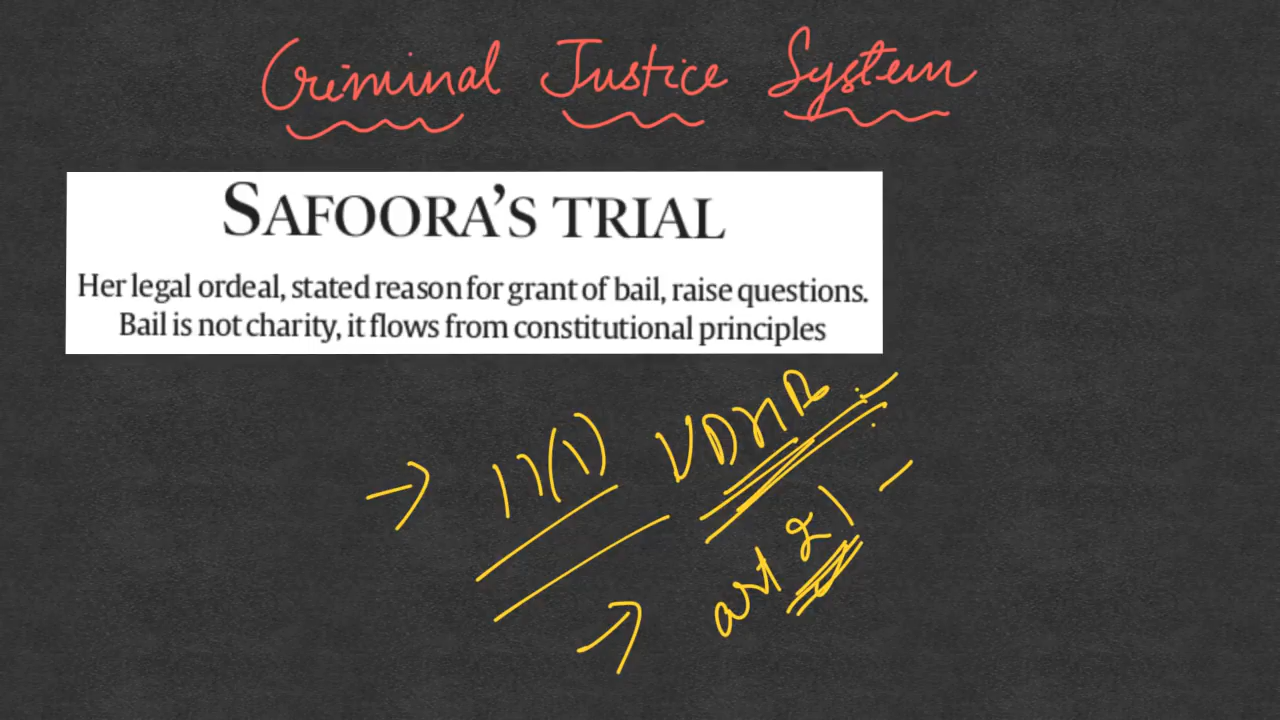 Criminal Justice System
SAFOORA'S TRIAL
Her legal ordeal, stated reason for grant of bail, raise questions.
Bail is not charity, it flows from constitutional principles
→ 11(1) UDHR
→ art 21 -